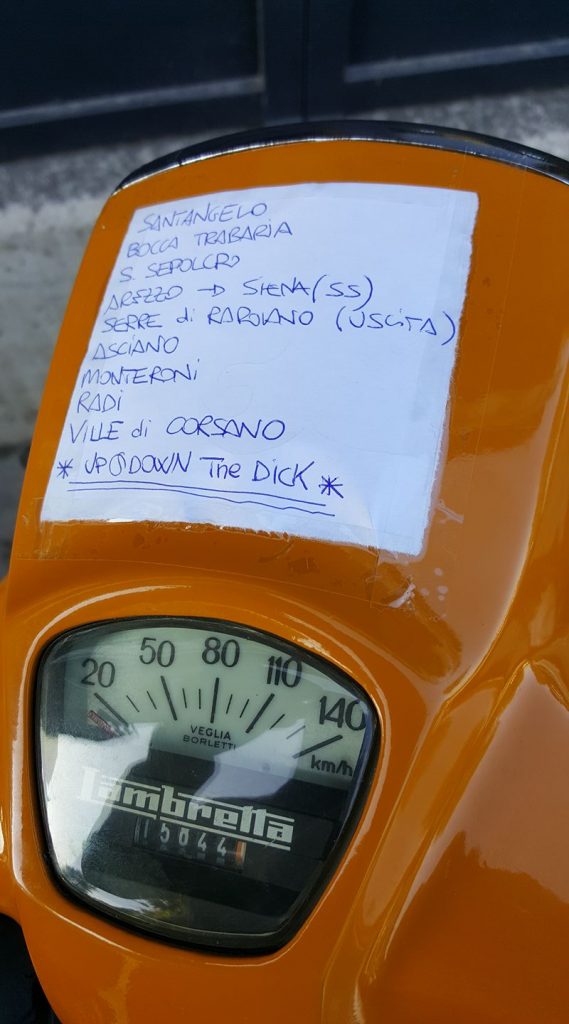 SANTANGELO
BOCCA TRABARIA
S. SEPOLCRO
AREZZO → SIENA (SS)
SERRE di RAPOLANO (USCITA)
ASCIANO
MONTERONI
RADI
VILLE di CORSANO
* UP & DOWN The DICK *
20 50 80 110 140
VEGLIA
BORLETTI
km/h
Lambretta
15844